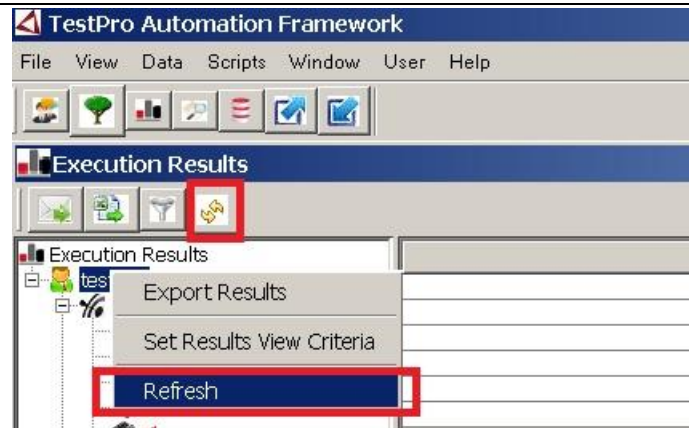 TestPro Automation Framework
File View Data Scripts Window User Help
Execution Results
Execution Results
Export Results
Set Results View Criteria
Refresh